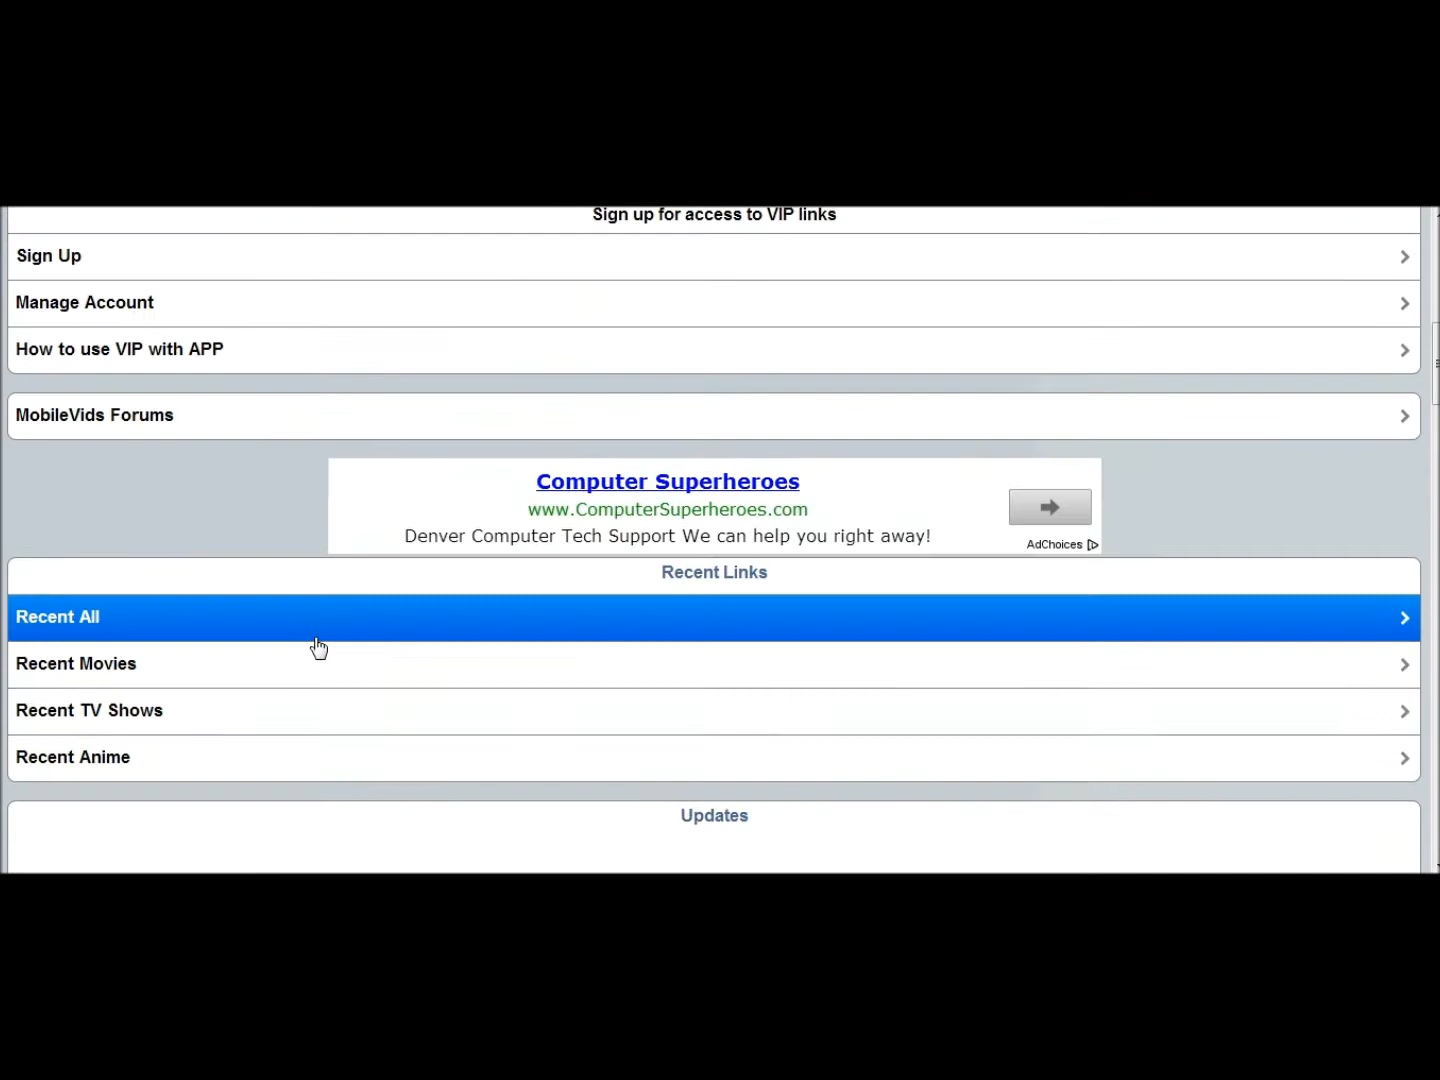 Sign up for access to VIP links
Sign Up
Manage Account
How to use VIP with APP
MobileVids Forums
Computer Superheroes
www.ComputerSuperheroes.com
Denver Computer Tech Support We can help you right away!
AdChoices
Recent Links
Recent All
Recent Movies
Recent TV Shows
Recent Anime
Updates